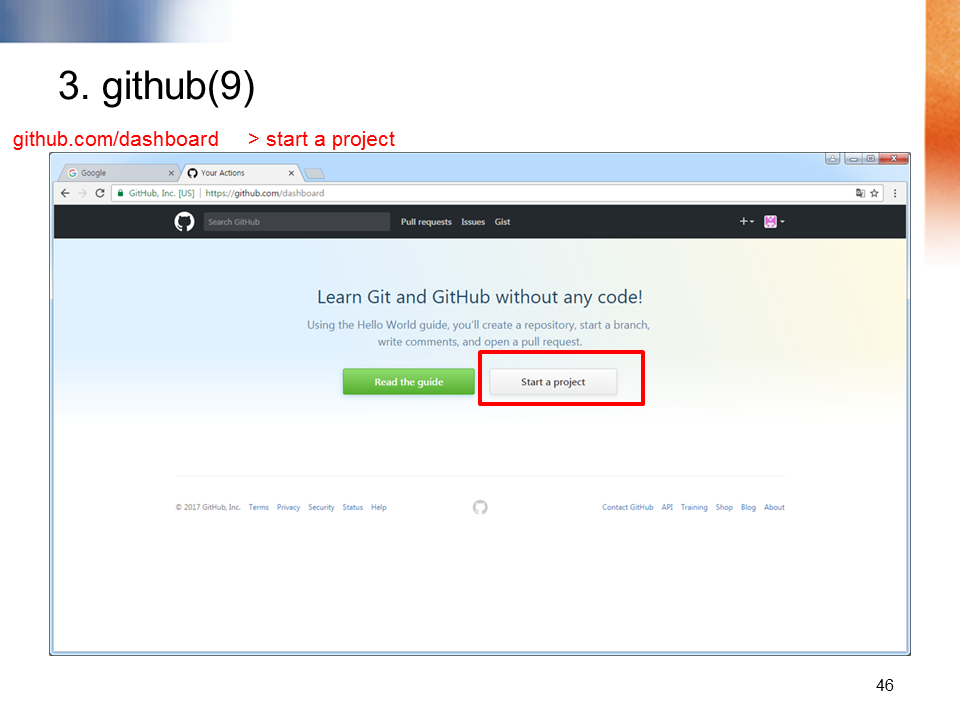 3. github(9)
github.com/dashboard > start a project
Google
Your Actions
GitHub, Inc. [US] | https://github.com/dashboard
Search GitHub Pull requests Issues Gist
Learn Git and GitHub without any code!
Using the Hello World guide, you'll create a repository, start a branch,
write comments, and open a pull request.
Read the guide Start a project
© 2017 GitHub, Inc. Terms Privacy Security Status Help Contact GitHub API Training Shop Blog About
46